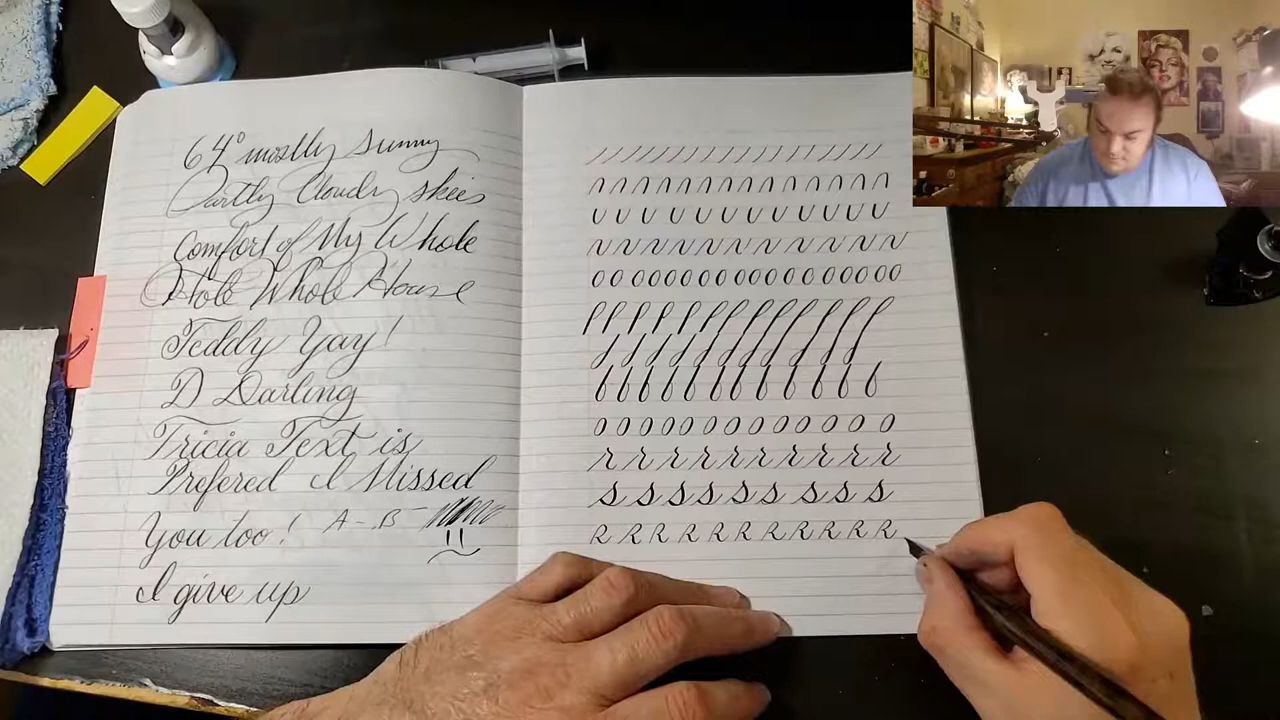 64° mostly Sunny
Partly Cloudy skies
Comfort of My Whole
Hole Whole House
Teddy Yay!
D Darling
Tricia Text is
Prefered I Missed
You too! A - B -
I give up
o o o o o o o o o o o o o o o
o o o o o o o o o o o o o
r r r r r r r r r r r
s s s s s s s s s s
R R R R R R R R R R R